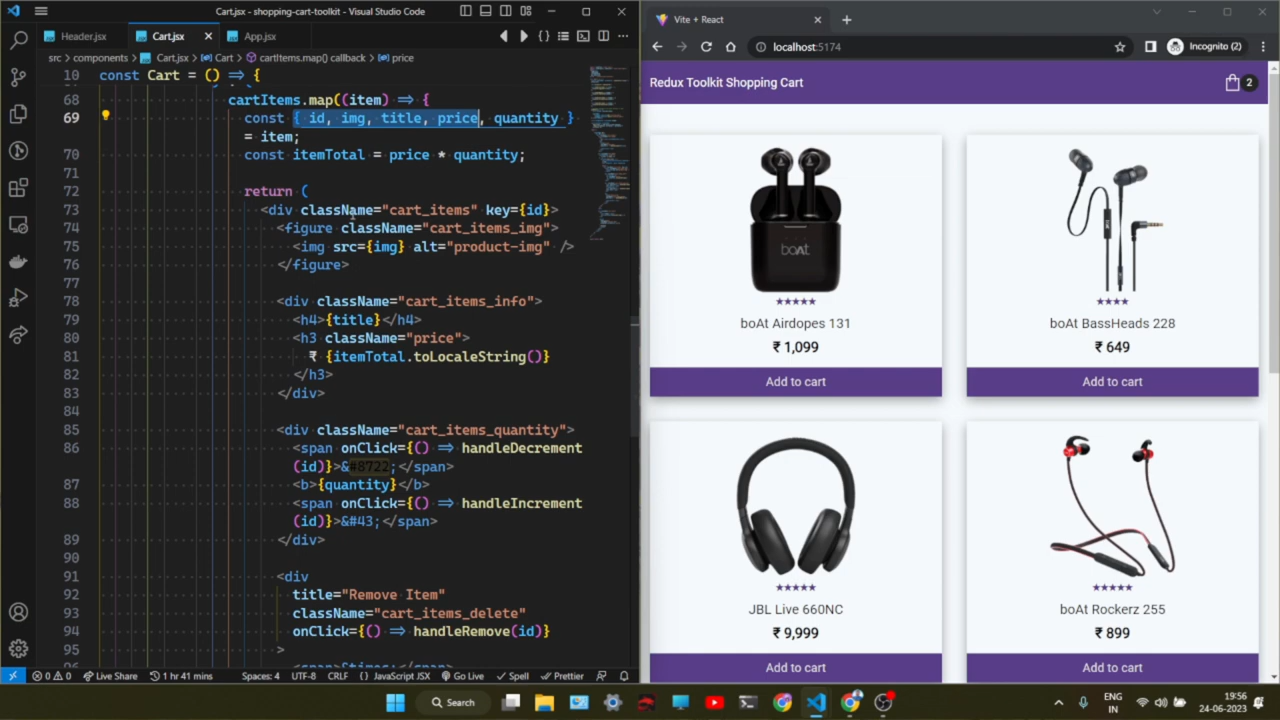 Cart.jsx - shopping-cart-toolkit - Visual Studio Code
Header.jsx
Cart.jsx
App.jsx
src > components > Cart.jsx > Cart > cartItems.map() callback > price
10 const Cart = () => {
68 cartItems.map((item) => {
69 const { id, img, title, price, quantity }
= item;
70 const itemTotal = price * quantity;
71
72 return (
73 <div className="cart_items" key={id}>
74 <figure className="cart_items_img">
75 <img src={img} alt="product-img" />
76 </figure>
77
78 <div className="cart_items_info">
79 <h4>{title}</h4>
80 <h3 className="price">
81 ₹ {itemTotal.toLocaleString()}
82 </h3>
83 </div>
84
85 <div className="cart_items_quantity">
86 <span onClick={() => handleDecrement
(id)}>&#8722;</span>
87 <b>{quantity}</b>
88 <span onClick={() => handleIncrement
(id)}>&#43;</span>
89 </div>
90
91 <div
92 title="Remove Item"
93 className="cart_items_delete"
94 onClick={() => handleRemove(id)}
95 >
96 <span>&times;</span>
0 0 Live Share 1 hr 41 mins Spaces: 4 UTF-8 CRLF {} JavaScript JSX Go Live Spell Prettier
Vite + React
localhost:5174
Incognito (2)
Redux Toolkit Shopping Cart
2
boAt
★★★★★
boAt Airdopes 131
₹ 1,099
Add to cart
★★★★
boAt BassHeads 228
₹ 649
Add to cart
★★★★★
JBL Live 660NC
₹ 9,999
Add to cart
★★★★★
boAt Rockerz 255
₹ 899
Add to cart
Search
ENG
IN
19:56
24-06-2023